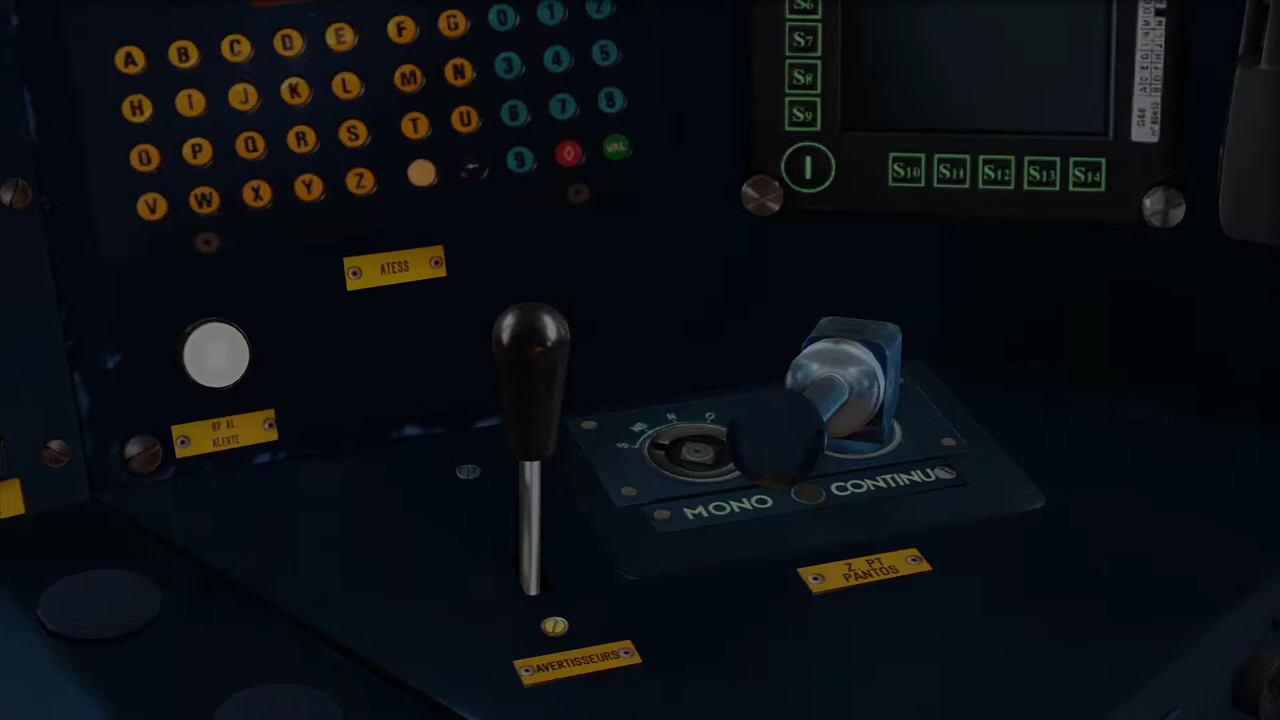 A B C D E F G 0 1 2
H I J K L M N 3 4 5
O P Q R S T U 6 7 8
V W X Y Z 9 VAL
S6
S7
S8
S9
S10 S11 S12 S13 S14
ATESS
BP AL
ALERTE
MONO CONTINU
Z. PT
PANTOS
AVERTISSEURS